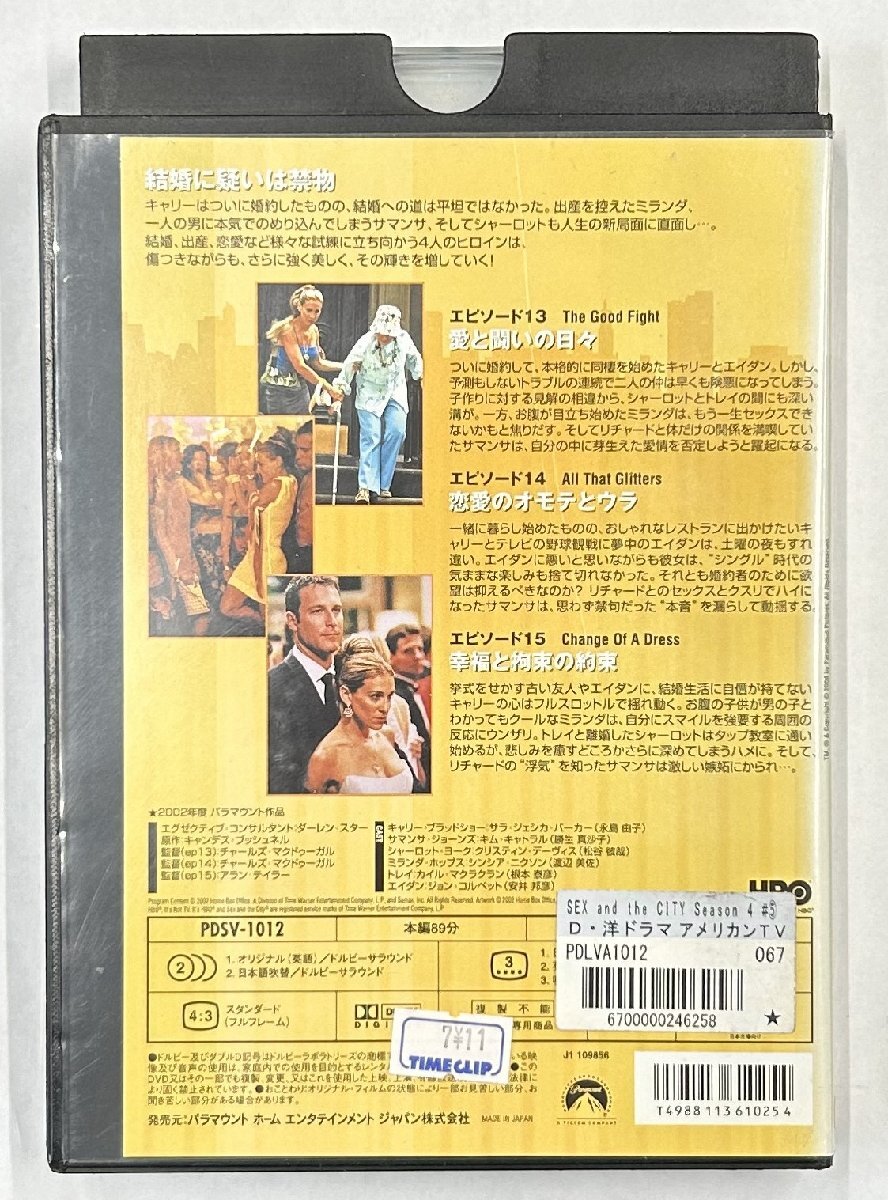 結婚に疑いは禁物
キャリーはついに婚約したものの、結婚への道は平坦ではなかった。出産を控えたミランダ、
一人の男に本気でのめり込んでしまうサマンサ、そしてシャーロットも人生の新局面に直面し…。
結婚、出産、恋愛など様々な試練に立ち向かう4人のヒロインは、
傷つきながらも、さらに強く美しく、その輝きを増していく!
エピソード13 The Good Fight
愛と闘いの日々
ついに婚約して、本格的に同棲を始めたキャリーとエイダン。しかし、
予測もしないトラブルの連続で二人の仲は早くも険悪になってしまう。
子作りに対する見解の相違から、シャーロットとトレイの間にも深い
溝が。一方、お腹が目立ち始めたミランダは、もう一生セックスでき
ないかもと焦りだす。そしてリチャードと体だけの関係を満喫してい
たサマンサは、自分の中に芽生えた愛情を否定しようと躍起になる。
エピソード14 All That Glitters
恋愛のオモテとウラ
一緒に暮らし始めたものの、おしゃれなレストランに出かけたいキ
ャリーとテレビの野球観戦に夢中のエイダンは、土曜の夜もすれ
違い。エイダンに悪いと思いながらも彼女は、“シングル”時代の
気ままな楽しみも捨て切れなかった。それとも婚約者のために欲
望は抑えるべきなのか? リチャードとのセックスとクスリでハイに
なったサマンサは、思わず禁句だった“本音”を漏らして動揺する。
エピソード15 Change Of A Dress
幸福と拘束の約束
挙式をせかす古い友人やエイダンに、結婚生活に自信が持てない
キャリーの心はフルスロットルで揺れ動く。お腹の子供が男の子と
わかってもクールなミランダは、自分にスマイルを強要する周囲の
反応にウンザリ。トレイと離婚したシャーロットはタップ教室に通い
始めるが、悲しみを癒すどころかさらに深めてしまうハメに。そして、
リチャードの“浮気”を知ったサマンサは激しい嫉妬にかられ…。
★2002年度 パラマウント作品
エグゼクティブ・コンサルタント:ダーレン・スター
原作 キャンデス・ブッシュネル
監督(ep13):チャールズ・マクドゥーガル
監督(ep14):チャールズ・マクドゥーガル
監督(ep15):アラン・テイラー
キャリー・ブラッドショー:サラ・ジェシカ・パーカー(永島 由子)
サマンサ・ジョーンズ:キム・キャトラル(勝生 真沙子)
シャーロット・ヨーク:クリスティン・デーヴィス(松谷 彼哉)
ミランダ・ホッブス:シンシア・ニクソン(渡辺 美佐)
トレイ:カイル・マクラクラン(根本 泰彦)
エイダン:ジョン・コルベット(安井 邦彦)
HBO
SEX and the CITY Season 4 #⑤
D・洋ドラマ アメリカンTV
PDLVA1012 067
6700000246258 ★
PDSV-1012 本編89分
2 1. オリジナル(英語)/ドルビーサラウンド
2. 日本語吹替/ドルビーサラウンド
3
4:3 スタンダード
(フルフレーム)
複製不能
専用商品
7¥11
TIME CLIP
J1 109856
発売元:パラマウント ホーム エンタテインメント ジャパン株式会社 MADE IN JAPAN
Paramount
T4988113610254